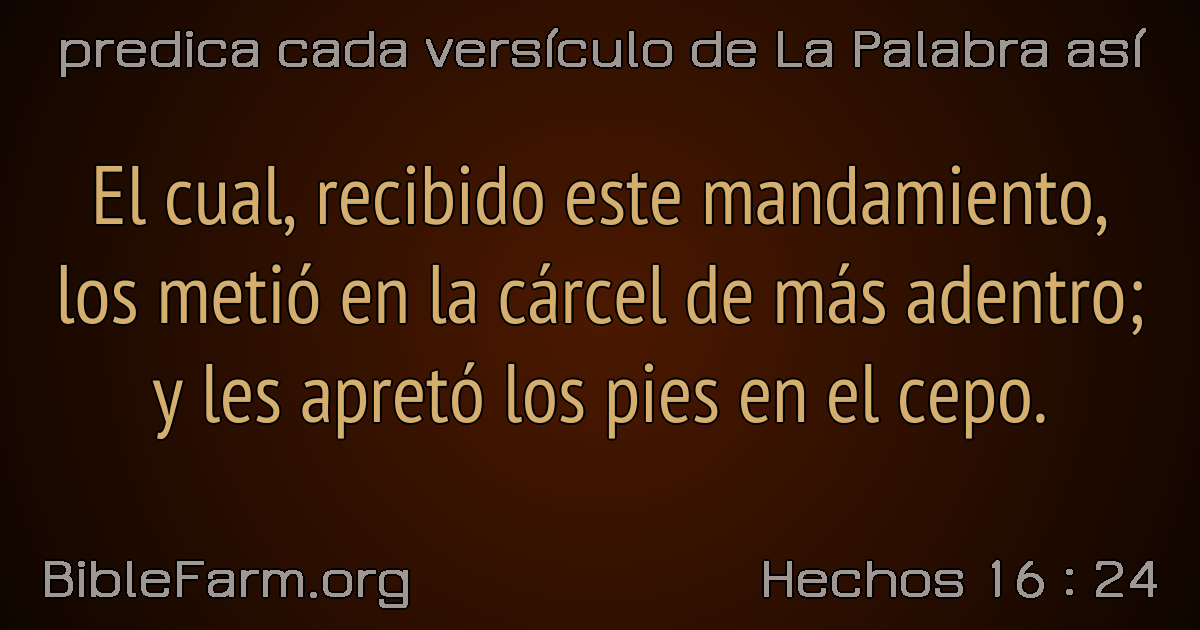 predica cada versículo de La Palabra así
El cual, recibido este mandamiento,
los metió en la cárcel de más adentro;
y les apretó los pies en el cepo.
BibleFarm.org
Hechos 16 : 24